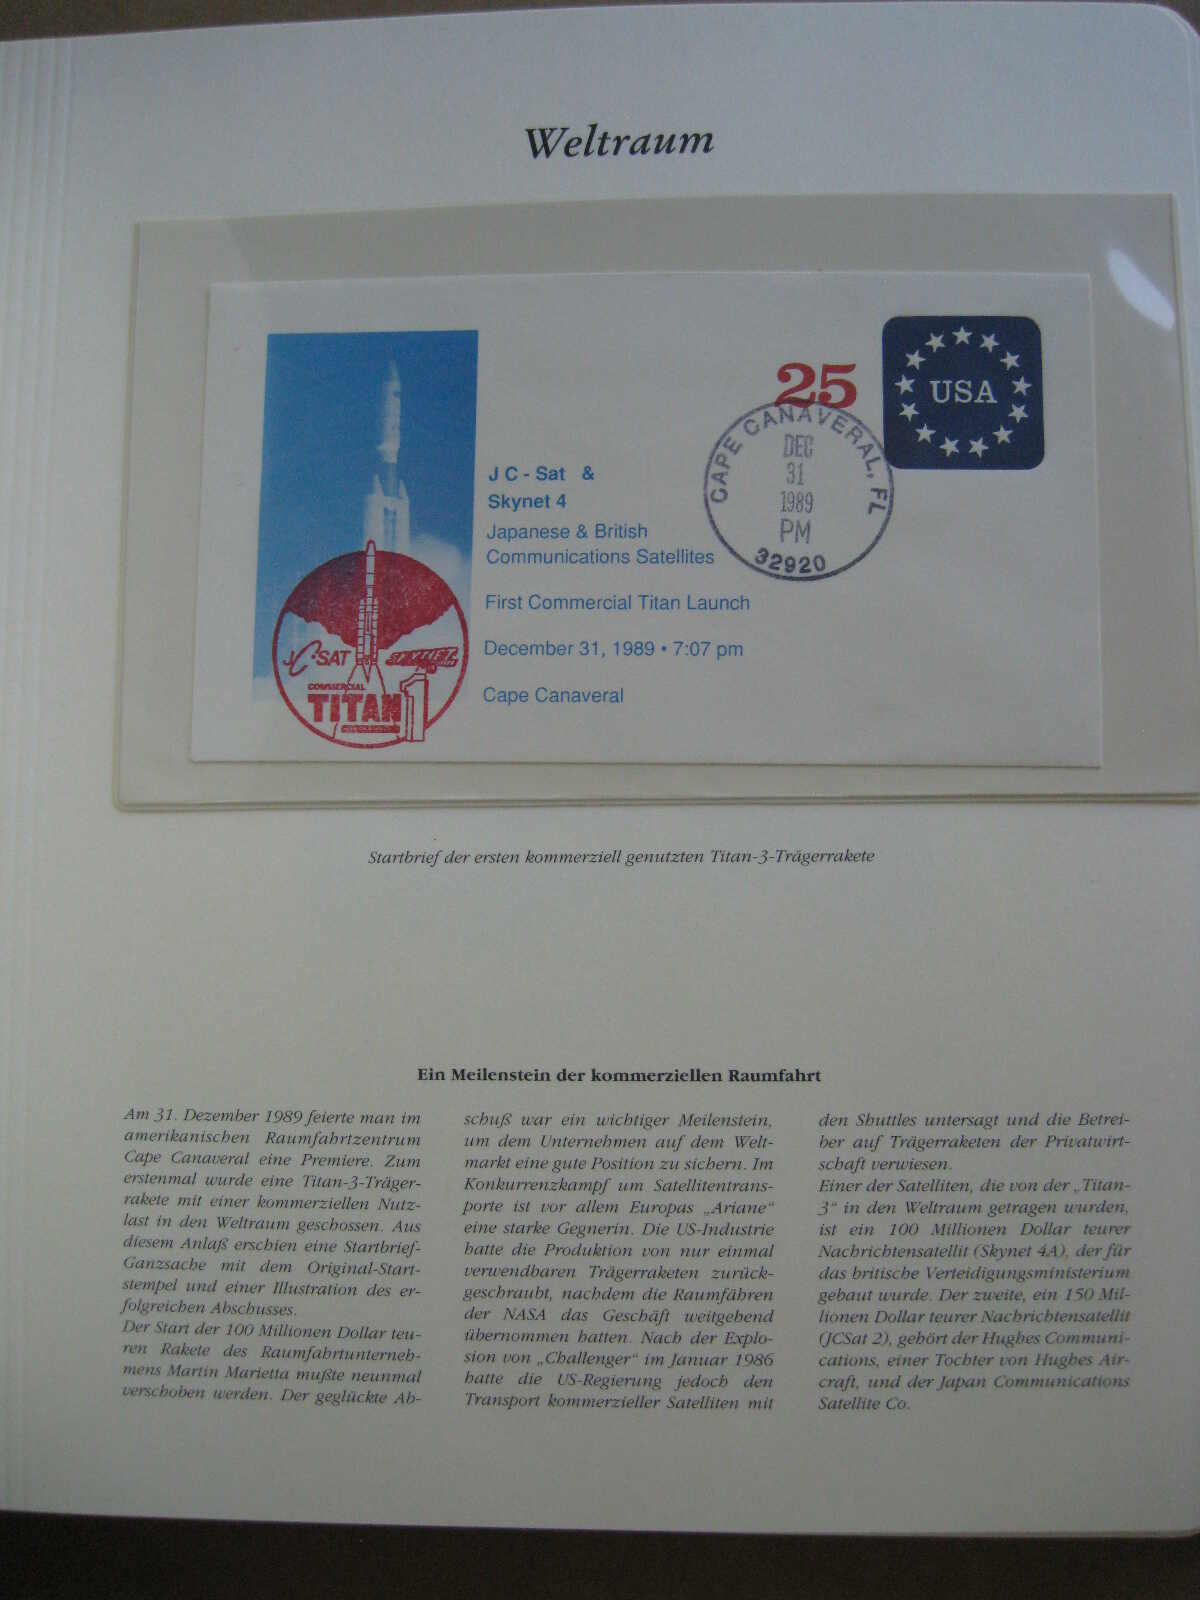 Weltraum
25
USA
CAPE CANAVERAL, FL
DEC
31
1989
PM
32920
J C - Sat &
Skynet 4
Japanese & British
Communications Satellites
First Commercial Titan Launch
December 31, 1989 • 7:07 pm
Cape Canaveral
JC-SAT
SKYNET
COMMERCIAL
TITAN
1
Startbrief der ersten kommerziell genutzten Titan-3-Trägerrakete
Ein Meilenstein der kommerziellen Raumfahrt
Am 31. Dezember 1989 feierte man im
amerikanischen Raumfahrtzentrum
Cape Canaveral eine Premiere. Zum
erstenmal wurde eine Titan-3-Träger-
rakete mit einer kommerziellen Nutz-
last in den Weltraum geschossen. Aus
diesem Anlaß erschien eine Startbrief-
Ganzsache mit dem Original-Start-
stempel und einer Illustration des er-
folgreichen Abschusses.
Der Start der 100 Millionen Dollar teu-
ren Rakete des Raumfahrtunterneh-
mens Martin Marietta mußte neunmal
verschoben werden. Der geglückte Ab-
schuß war ein wichtiger Meilenstein,
um dem Unternehmen auf dem Welt-
markt eine gute Position zu sichern. Im
Konkurrenzkampf um Satellitentrans-
porte ist vor allem Europas „Ariane“
eine starke Gegnerin. Die US-Industrie
hatte die Produktion von nur einmal
verwendbaren Trägerraketen zurück-
geschraubt, nachdem die Raumfähren
der NASA das Geschäft weitgehend
übernommen hatten. Nach der Explo-
sion von „Challenger“ im Januar 1986
hatte die US-Regierung jedoch den
Transport kommerzieller Satelliten mit
den Shuttles untersagt und die Betrei-
ber auf Trägerraketen der Privatwirt-
schaft verwiesen.
Einer der Satelliten, die von der „Titan-
3“ in den Weltraum getragen wurden,
ist ein 100 Millionen Dollar teurer
Nachrichtensatellit (Skynet 4A), der für
das britische Verteidigungsministerium
gebaut wurde. Der zweite, ein 150 Mil-
lionen Dollar teurer Nachrichtensatellit
(JCSat 2), gehört der Hughes Communi-
cations, einer Tochter von Hughes Air-
craft, und der Japan Communications
Satellite Co.